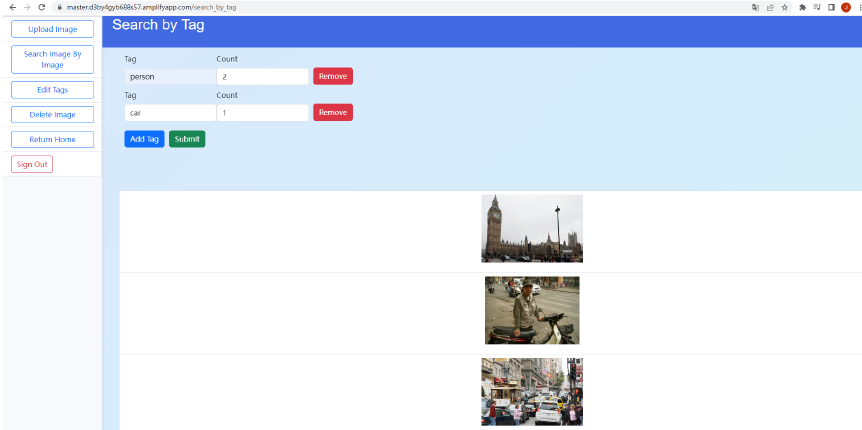 master.d3by4gyb688s57.amplifyapp.com/search_by_tag
Upload Image
Search Image By
Image
Edit Tags
Delete Image
Return Home
Sign Out
Search by Tag
Tag Count
person 2 Remove
Tag Count
car 1 Remove
Add Tag Submit